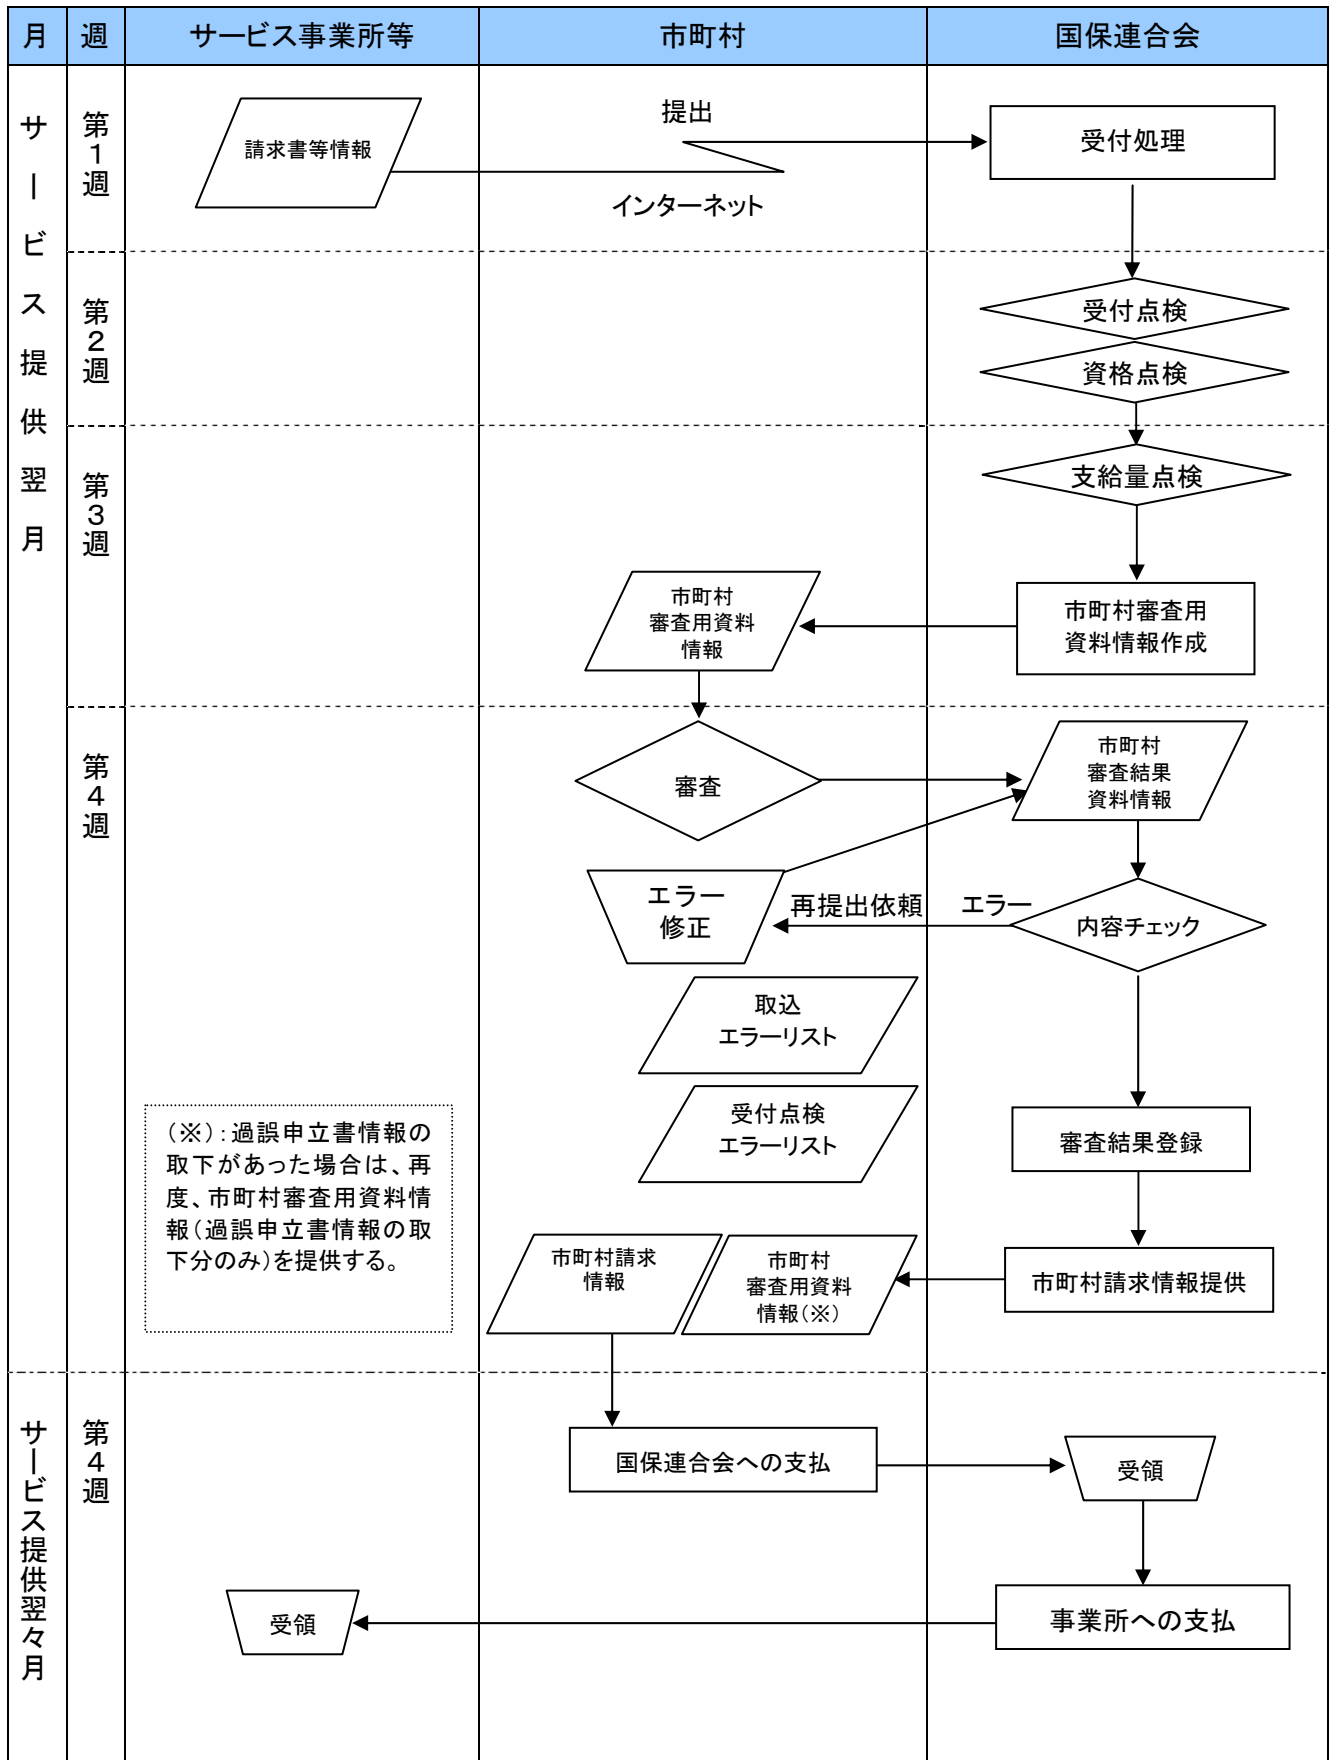 月 週 サービス事業所等 市町村 国保連合会
サービス提供翌月
第1週
請求書等情報
提出
インターネット
受付処理
第2週
受付点検
資格点検
第3週
支給量点検
市町村
審査用資料
情報
市町村審査用
資料情報作成
第4週
審査
市町村
審査結果
資料情報
エラー
修正
再提出依頼
エラー
内容チェック
取込
エラーリスト
受付点検
エラーリスト
(※):過誤申立書情報の
取下があった場合は、再
度、市町村審査用資料情
報(過誤申立書情報の取
下分のみ)を提供する。
審査結果登録
市町村請求
情報
市町村
審査用資料
情報(※)
市町村請求情報提供
サービス提供翌々月
第4週
国保連合会への支払
受領
受領
事業所への支払